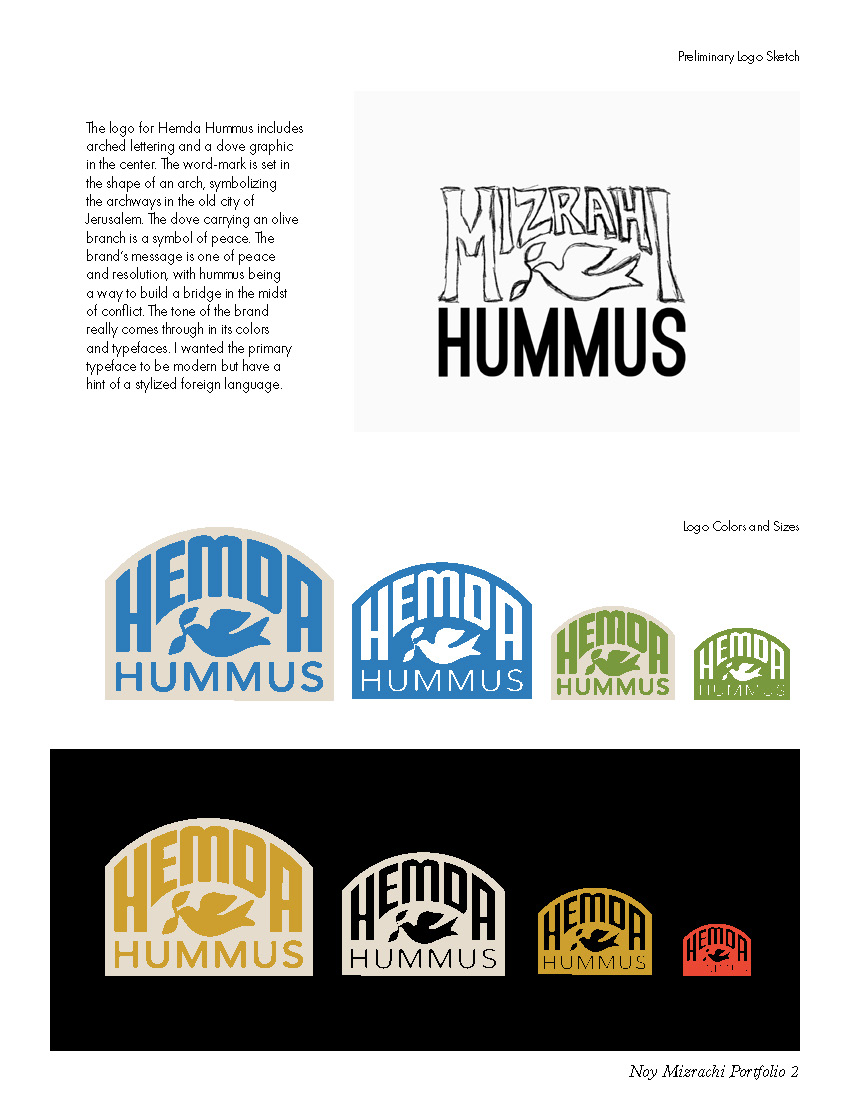 Preliminary Logo Sketch
The logo for Hemda Hummus includes
arched lettering and a dove graphic
in the center. The word-mark is set in
the shape of an arch, symbolizing
the archways in the old city of
Jerusalem. The dove carrying an olive
branch is a symbol of peace. The
brand's message is one of peace
and resolution, with hummus being
a way to build a bridge in the midst
of conflict. The tone of the brand
really comes through in its colors
and typefaces. I wanted the primary
typeface to be modern but have a
hint of a stylized foreign language.
MIZRAHI
HUMMUS
Logo Colors and Sizes
HEMDA
HUMMUS
HEMDA
HUMMUS
HEMDA
HUMMUS
HEMDA
HUMMUS
HEMDA
HUMMUS
HEMDA
HUMMUS
HEMDA
HUMMUS
HEMDA
Noy Mizrachi Portfolio 2